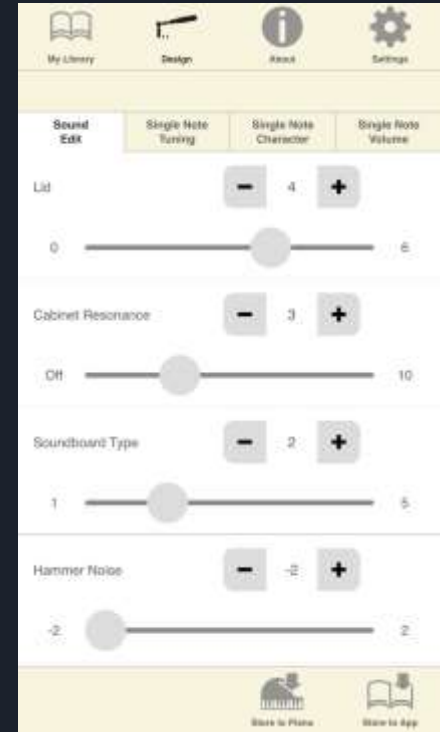 My Library
Design
About
Settings
Sound
Edit
Single Note
Tuning
Single Note
Character
Single Note
Volume
Lid
4
0
6
Cabinet Resonance
3
Off
10
Soundboard Type
2
1
5
Hammer Noise
-2
-2
2
Store to Piano
Store to App